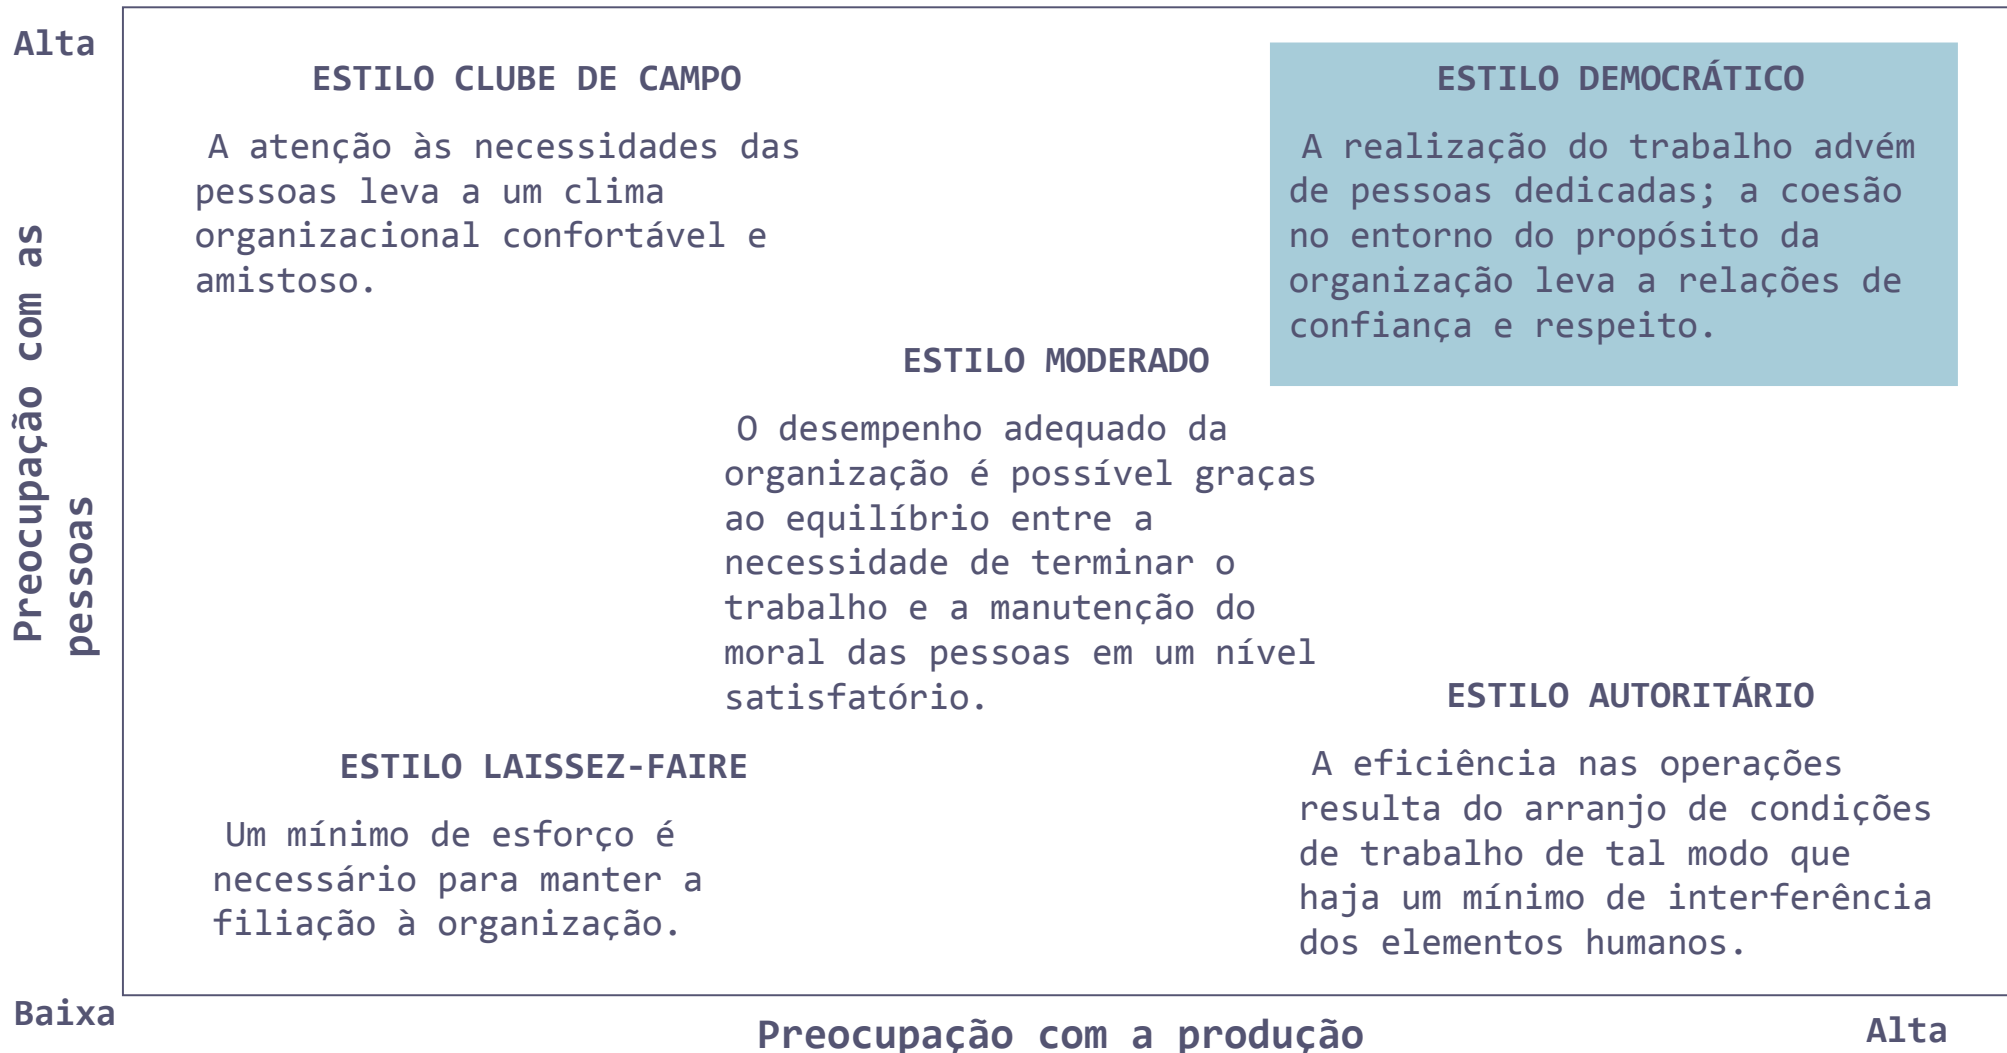 Alta
Preocupação com as
pessoas
Baixa
ESTILO CLUBE DE CAMPO
A atenção às necessidades das
pessoas leva a um clima
organizacional confortável e
amistoso.
ESTILO DEMOCRÁTICO
A realização do trabalho advém
de pessoas dedicadas; a coesão
no entorno do propósito da
organização leva a relações de
confiança e respeito.
ESTILO MODERADO
O desempenho adequado da
organização é possível graças
ao equilíbrio entre a
necessidade de terminar o
trabalho e a manutenção do
moral das pessoas em um nível
satisfatório.
ESTILO LAISSEZ-FAIRE
Um mínimo de esforço é
necessário para manter a
filiação à organização.
ESTILO AUTORITÁRIO
A eficiência nas operações
resulta do arranjo de condições
de trabalho de tal modo que
haja um mínimo de interferência
dos elementos humanos.
Preocupação com a produção
Alta